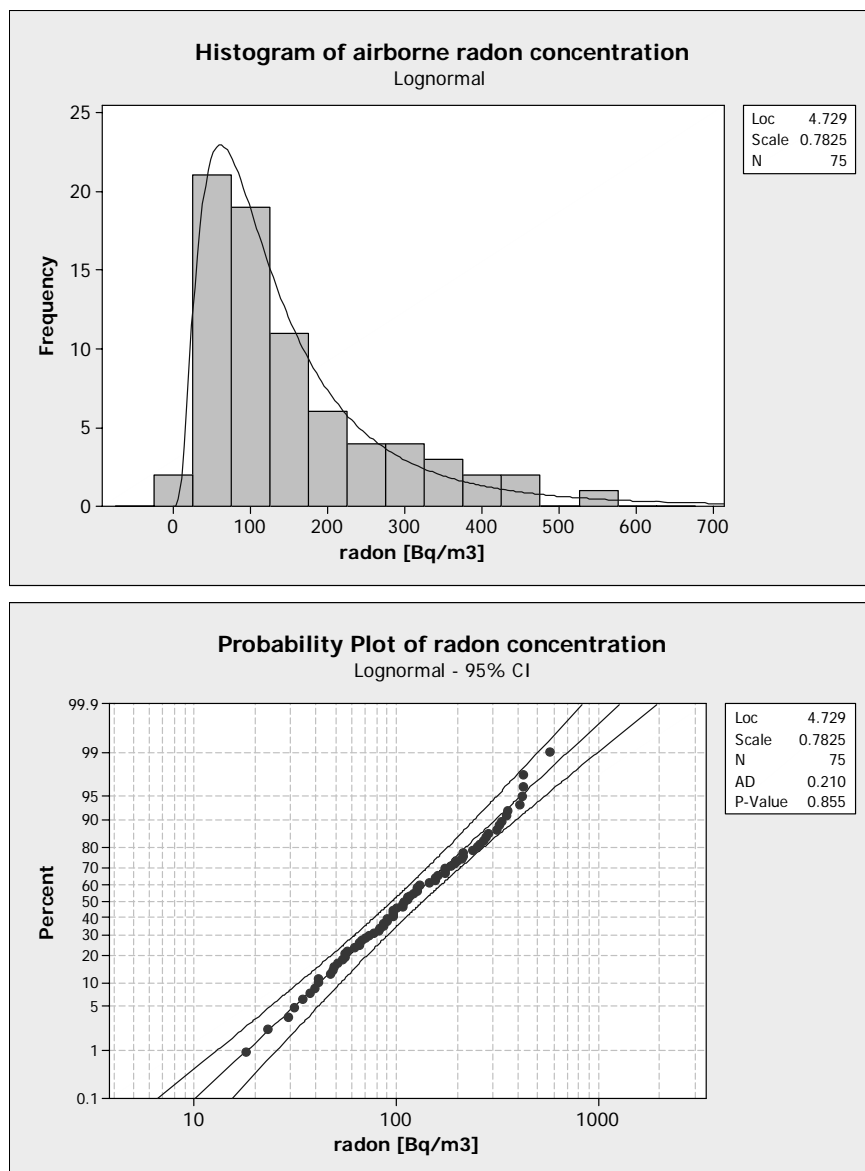 Histogram of airborne radon concentration
Lognormal
Loc 4.729
Scale 0.7825
N 75
Frequency
25
20
15
10
5
0
0 100 200 300 400 500 600 700
radon [Bq/m3]
Probability Plot of radon concentration
Lognormal - 95% CI
Loc 4.729
Scale 0.7825
N 75
AD 0.210
P-Value 0.855
Percent
99.9
99
95
90
80
70
60
50
40
30
20
10
5
1
0.1
10 100 1000
radon [Bq/m3]